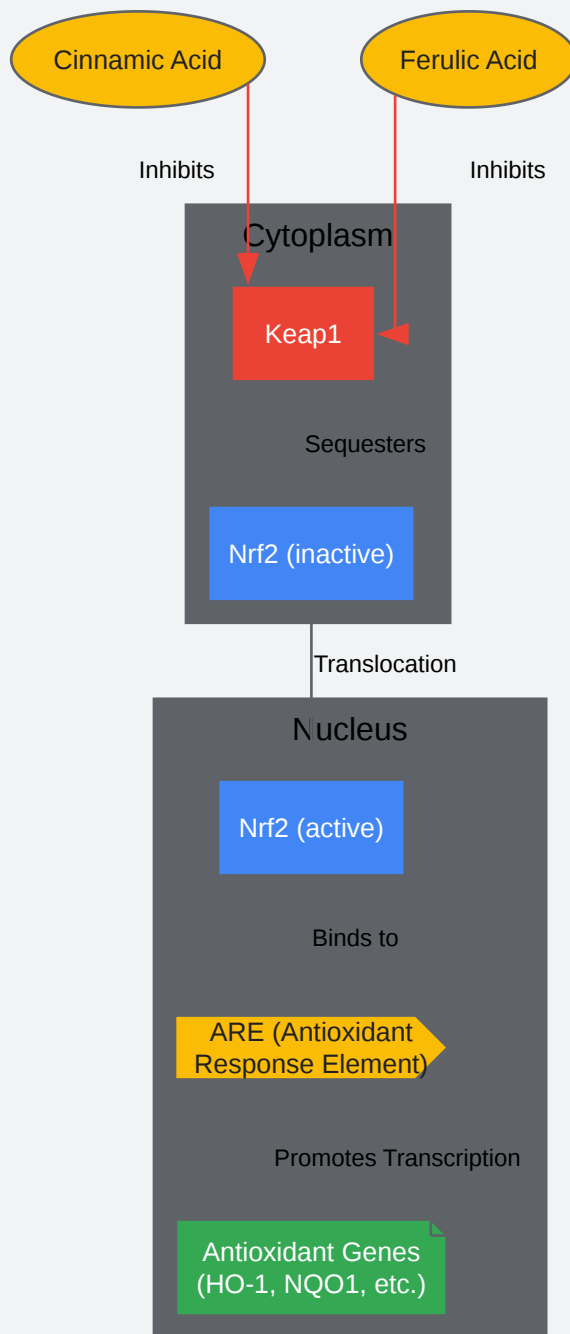 Cinnamic Acid
Ferulic Acid
Inhibits
Inhibits
Cytoplasm
Keap1
Sequesters
Nrf2 (inactive)
Translocation
Nucleus
Nrf2 (active)
Binds to
ARE (Antioxidant
Response Element)
Promotes Transcription
Antioxidant Genes
(HO-1, NQO1, etc.)